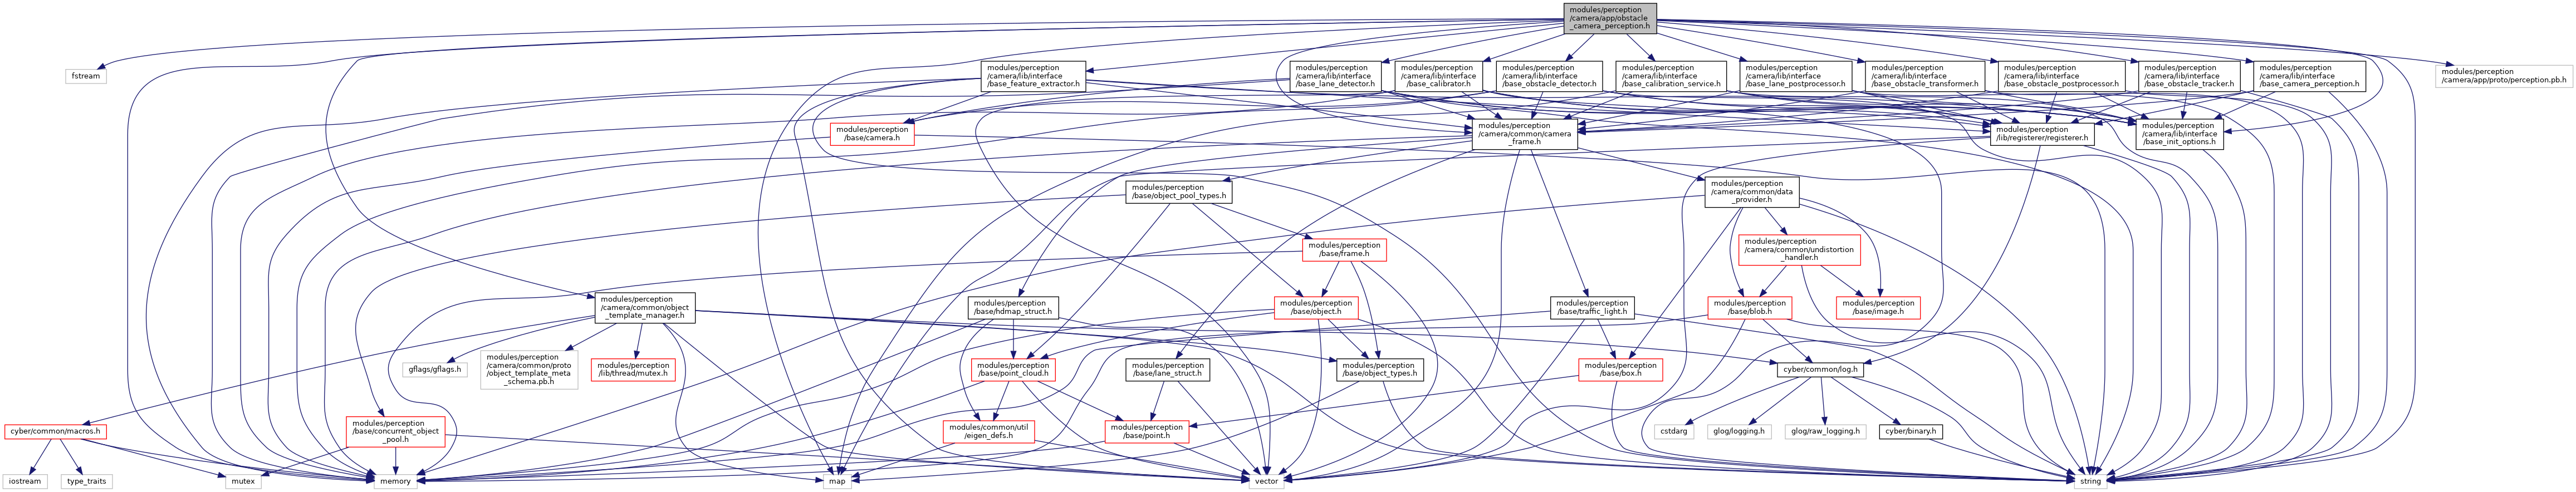 modules/perception
/camera/app/obstacle
_camera_perception.h
fstream
modules/perception
/camera/lib/interface
/base_feature_extractor.h
modules/perception
/camera/lib/interface
/base_lane_detector.h
modules/perception
/camera/lib/interface
/base_calibrator.h
modules/perception
/camera/lib/interface
/base_obstacle_detector.h
modules/perception
/camera/lib/interface
/base_calibration_service.h
modules/perception
/camera/lib/interface
/base_lane_postprocessor.h
modules/perception
/camera/lib/interface
/base_obstacle_transformer.h
modules/perception
/camera/lib/interface
/base_obstacle_postprocessor.h
modules/perception
/camera/lib/interface
/base_obstacle_tracker.h
modules/perception
/camera/lib/interface
/base_camera_perception.h
modules/perception
/camera/app/proto/perception.pb.h
modules/perception
/base/camera.h
modules/perception
/camera/common/camera
_frame.h
modules/perception
/lib/registerer/registerer.h
modules/perception
/camera/lib/interface
/base_init_options.h
modules/perception
/base/object_pool_types.h
modules/perception
/camera/common/data
_provider.h
modules/perception
/base/frame.h
modules/perception
/camera/common/undistortion
_handler.h
modules/perception
/camera/common/object
_template_manager.h
modules/perception
/base/hdmap_struct.h
modules/perception
/base/object.h
modules/perception
/base/traffic_light.h
modules/perception
/base/blob.h
modules/perception
/base/image.h
gflags/gflags.h
modules/perception
/camera/common/proto
/object_template_meta
_schema.pb.h
modules/perception
/lib/thread/mutex.h
modules/perception
/base/point_cloud.h
modules/perception
/base/lane_struct.h
modules/perception
/base/object_types.h
modules/perception
/base/box.h
cyber/common/log.h
cyber/common/macros.h
modules/perception
/base/concurrent_object
_pool.h
modules/common/util
/eigen_defs.h
modules/perception
/base/point.h
cstdarg
glog/logging.h
glog/raw_logging.h
cyber/binary.h
iostream
type_traits
mutex
memory
map
vector
string